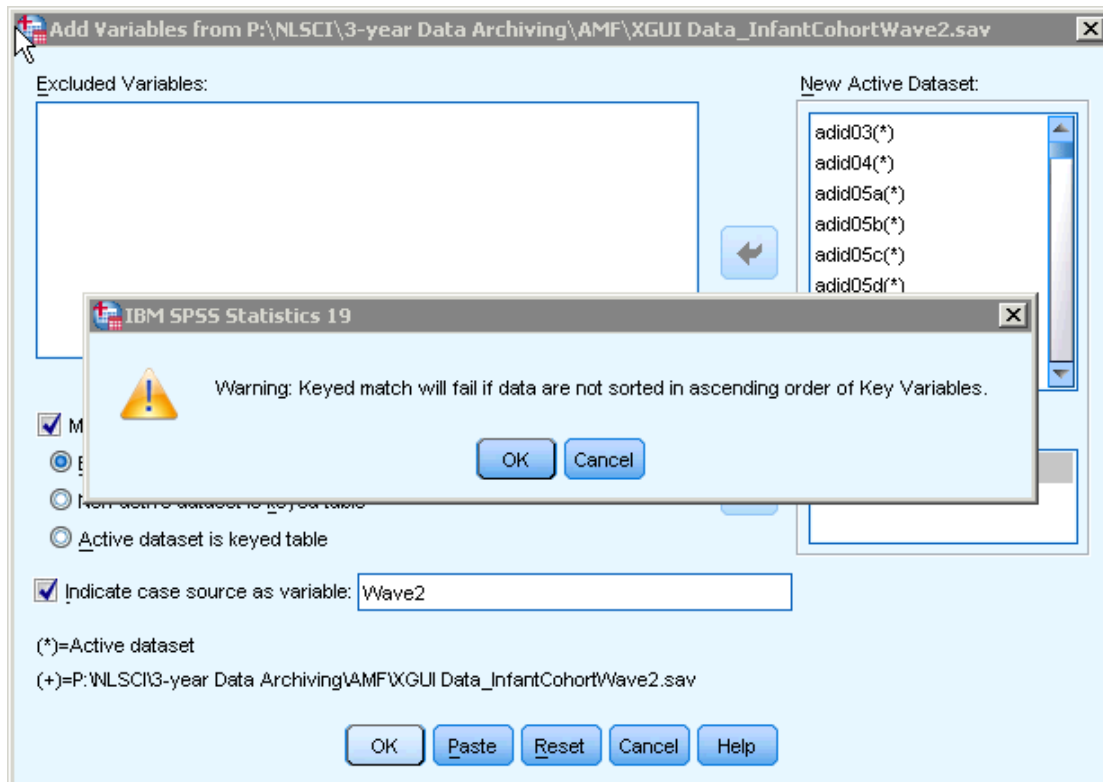 Add Variables from P:\NLSCI\3-year Data Archiving\AMF\XGUI Data_InfantCohortWave2.sav
Excluded Variables:
New Active Dataset:
adid03(*)
adid04(*)
adid05a(*)
adid05b(*)
adid05c(*)
adid05d(*)
IBM SPSS Statistics 19
Warning: Keyed match will fail if data are not sorted in ascending order of Key Variables.
OK Cancel
Active dataset is keyed table
Indicate case source as variable: Wave2
(*)=Active dataset
(+)=P:\NLSCI\3-year Data Archiving\AMF\XGUI Data_InfantCohortWave2.sav
OK Paste Reset Cancel Help